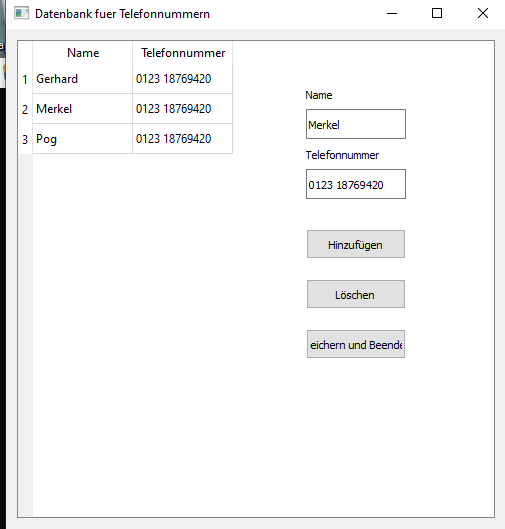 Datenbank fuer Telefonnummern
Name Telefonnummer
1 Gerhard 0123 18769420
2 Merkel 0123 18769420
3 Pog 0123 18769420
Name
Merkel
Telefonnummer
0123 18769420
Hinzufügen
Löschen
eichern und Beende